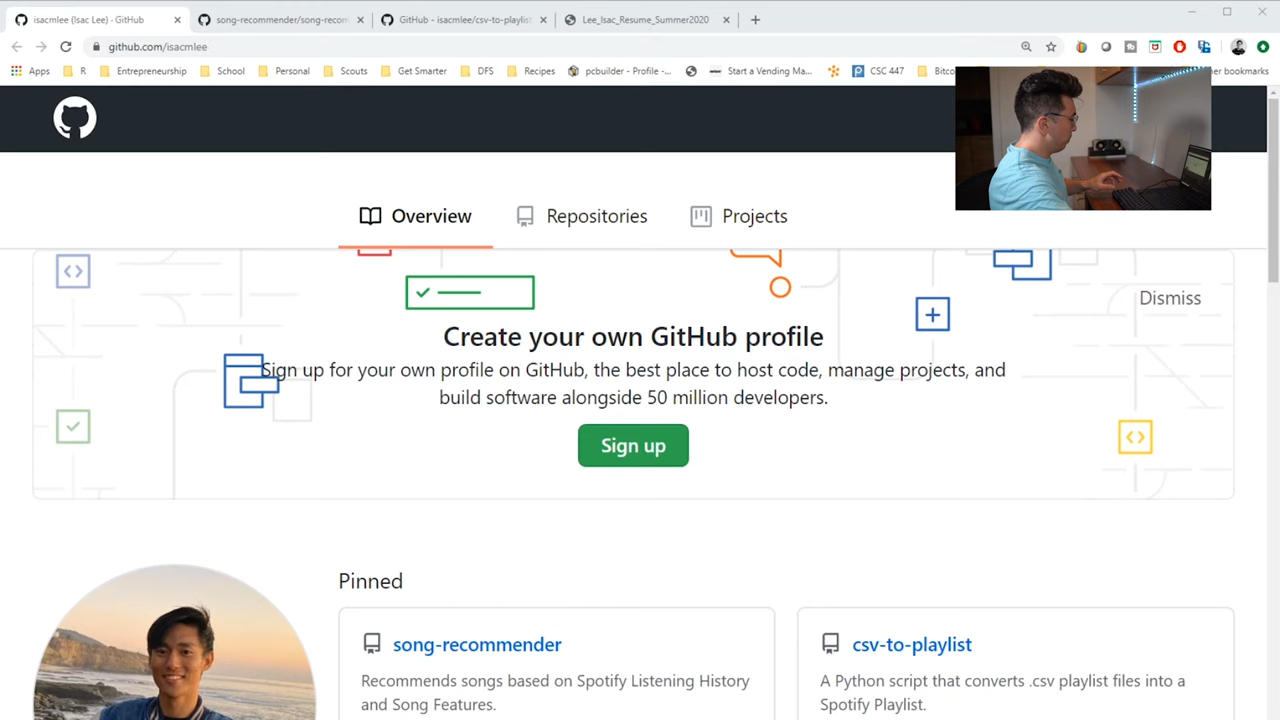 isacmlee (Isac Lee) · GitHub
song-recommender/song-recom
GitHub - isacmlee/csv-to-playlist
Lee_Isac_Resume_Summer2020
github.com/isacmlee
Apps
R
Entrepreneurship
School
Personal
Scouts
Get Smarter
DFS
Recipes
pcbuilder - Profile -...
Start a Vending Ma...
CSC 447
Bitco
her bookmarks
Overview
Repositories
Projects
Dismiss
Create your own GitHub profile
Sign up for your own profile on GitHub, the best place to host code, manage projects, and
build software alongside 50 million developers.
Sign up
Pinned
song-recommender
Recommends songs based on Spotify Listening History
and Song Features.
csv-to-playlist
A Python script that converts .csv playlist files into a
Spotify Playlist.